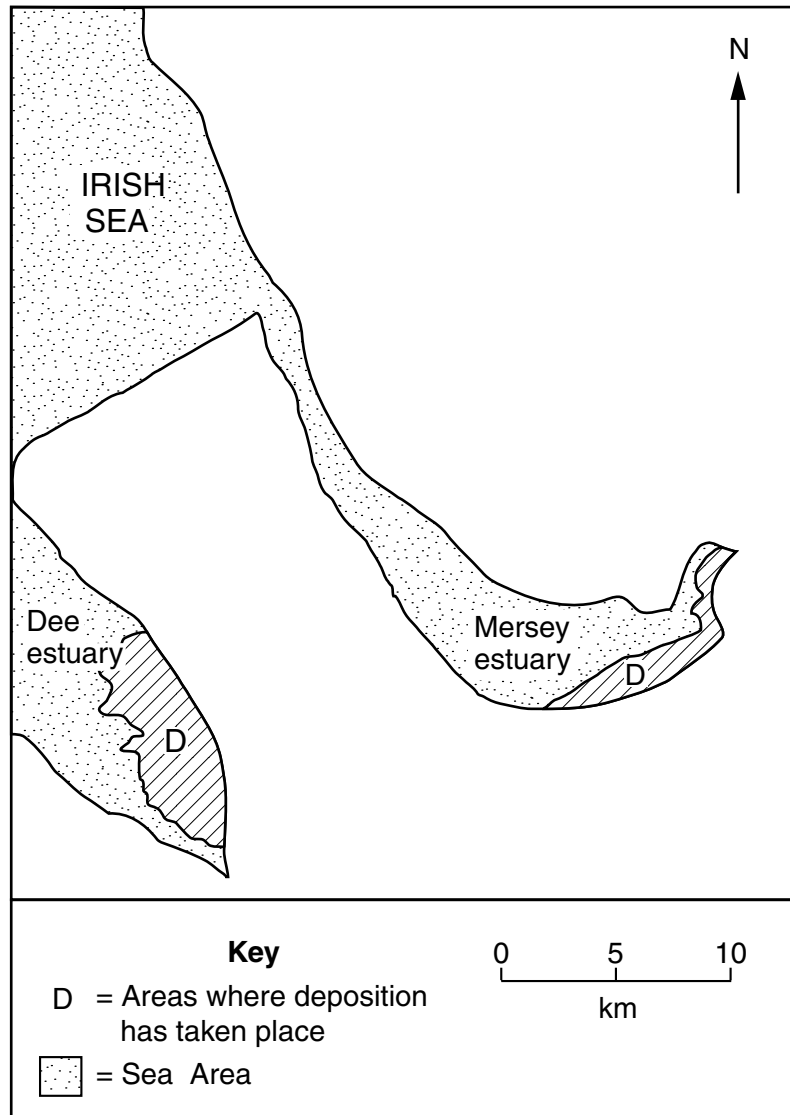 N
IRISH
SEA
Dee
estuary
D
Mersey
estuary
D
Key
D = Areas where deposition
has taken place
= Sea Area
0 5 10
km